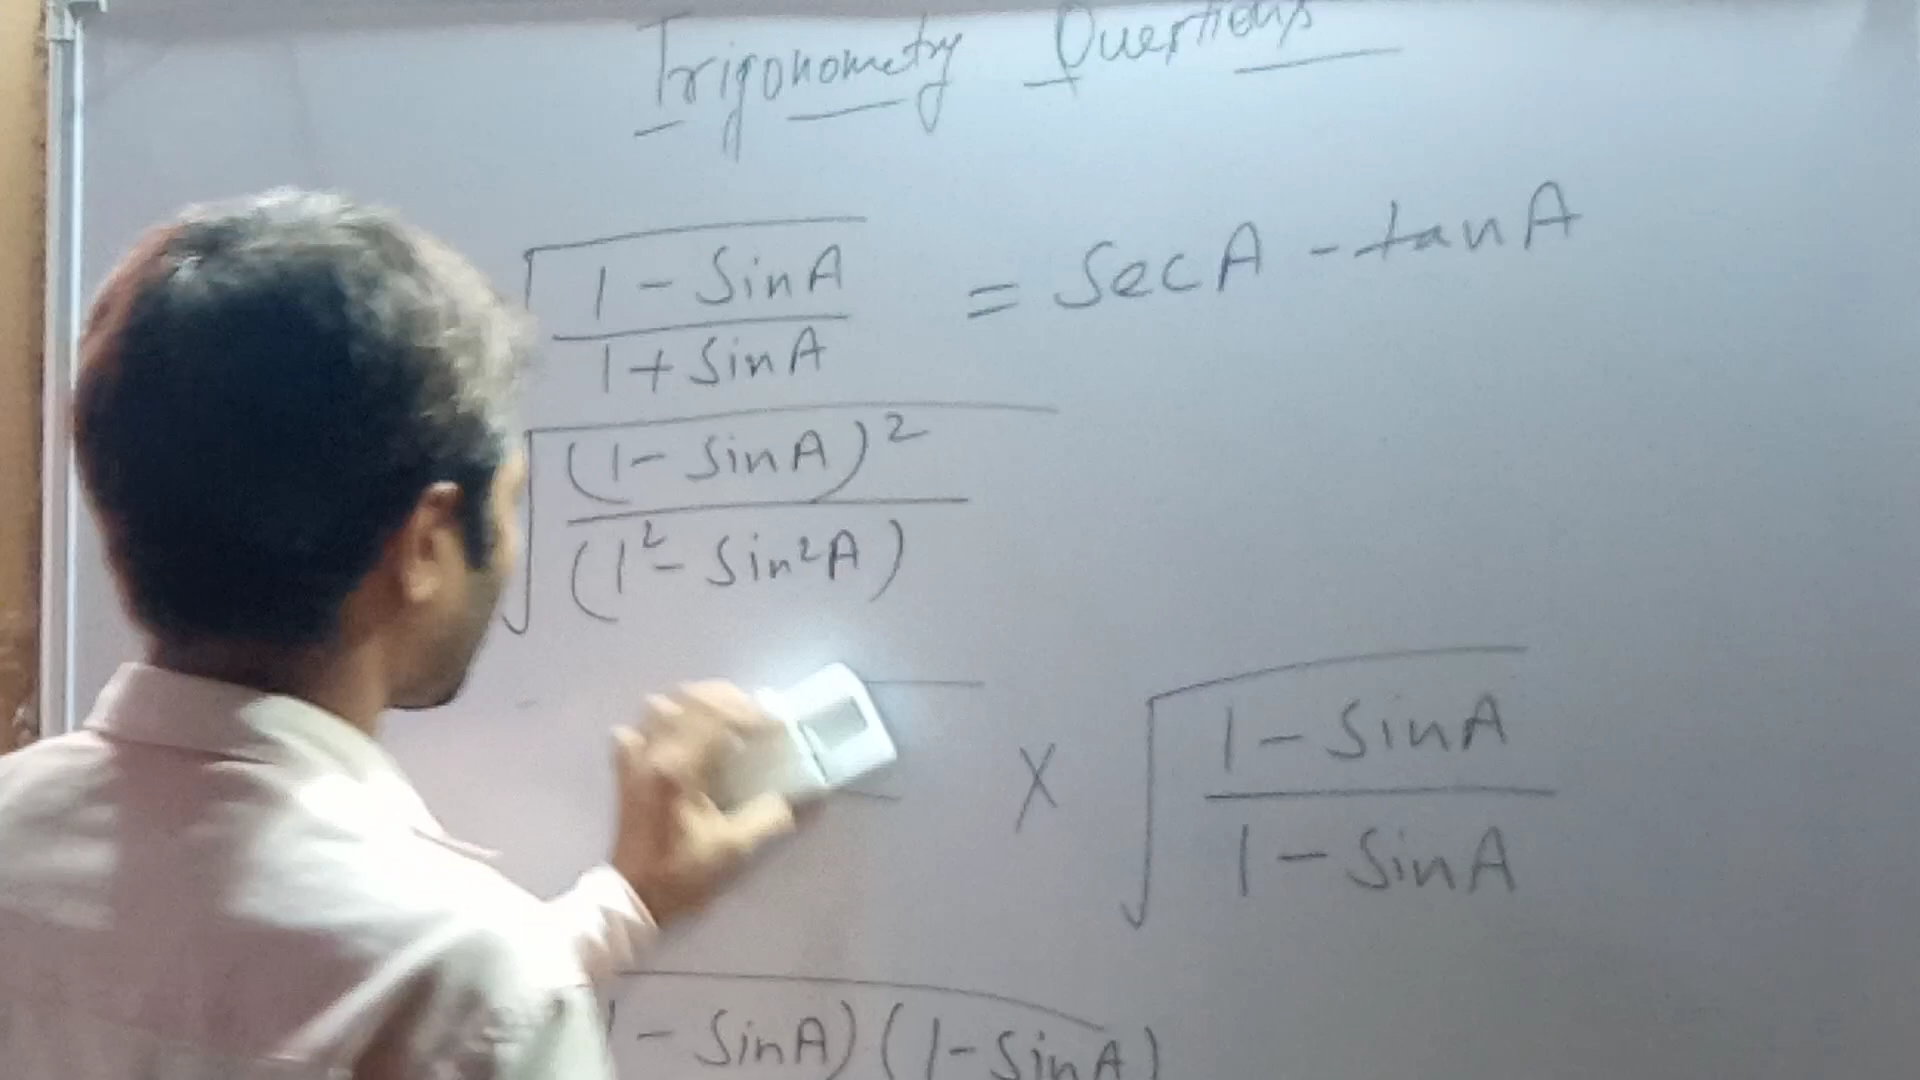 Trigonometry Questions
√((1 - SinA)/(1 + SinA)) = SecA - tanA
√((1 - SinA)²/(1² - Sin²A))
× √((1 - SinA)/(1 - SinA))
- SinA) (1 - SinA)